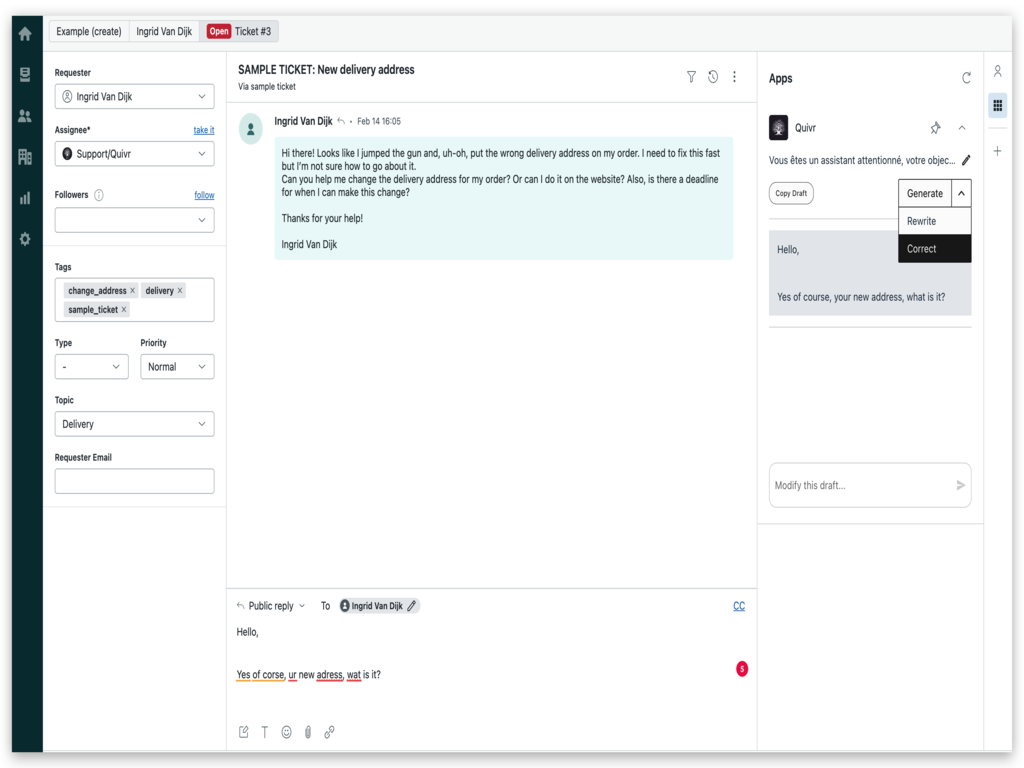 Example (create)
Ingrid Van Dijk
Open Ticket #3
Requester
Ingrid Van Dijk
Assignee*
take it
Support/Quivr
Followers
follow
Tags
change_address × delivery ×
sample_ticket ×
Type
Priority
-
Normal
Topic
Delivery
Requester Email
SAMPLE TICKET: New delivery address
Via sample ticket
Ingrid Van Dijk • Feb 14 16:05
Hi there! Looks like I jumped the gun and, uh-oh, put the wrong delivery address on my order. I need to fix this fast
but I'm not sure how to go about it.
Can you help me change the delivery address for my order? Or can I do it on the website? Also, is there a deadline
for when I can make this change?
Thanks for your help!
Ingrid Van Dijk
Public reply
To
Ingrid Van Dijk
CC
Hello,
Yes of corse, ur new adress, wat is it?
5
Apps
Quivr
Vous êtes un assistant attentionné, votre objec...
Copy Draft
Generate
Rewrite
Correct
Hello,
Yes of course, your new address, what is it?
Modify this draft...